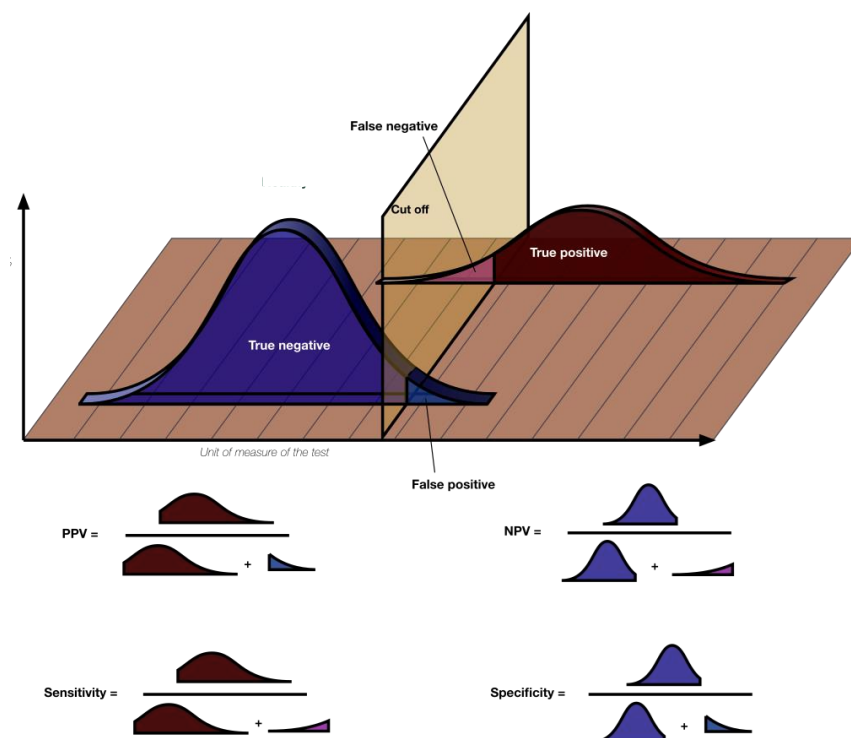 False negative
Cut off
True positive
True negative
Unit of measure of the test
False positive
PPV =
+
NPV =
+
Sensitivity =
+
Specificity =
+